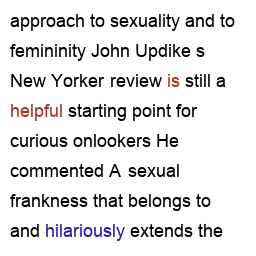 approach to sexuality and to
femininity John Updike s
New Yorker review is still a
helpful starting point for
curious onlookers He
commented A sexual
frankness that belongs to
and hilariously extends the